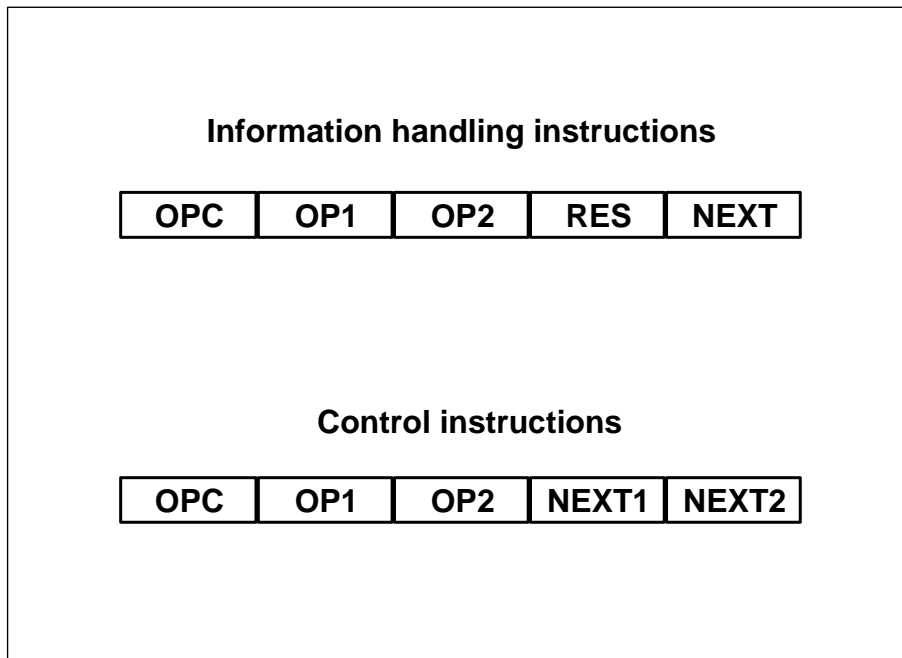 Information handling instructions
OPC OP1 OP2 RES NEXT
Control instructions
OPC OP1 OP2 NEXT1 NEXT2